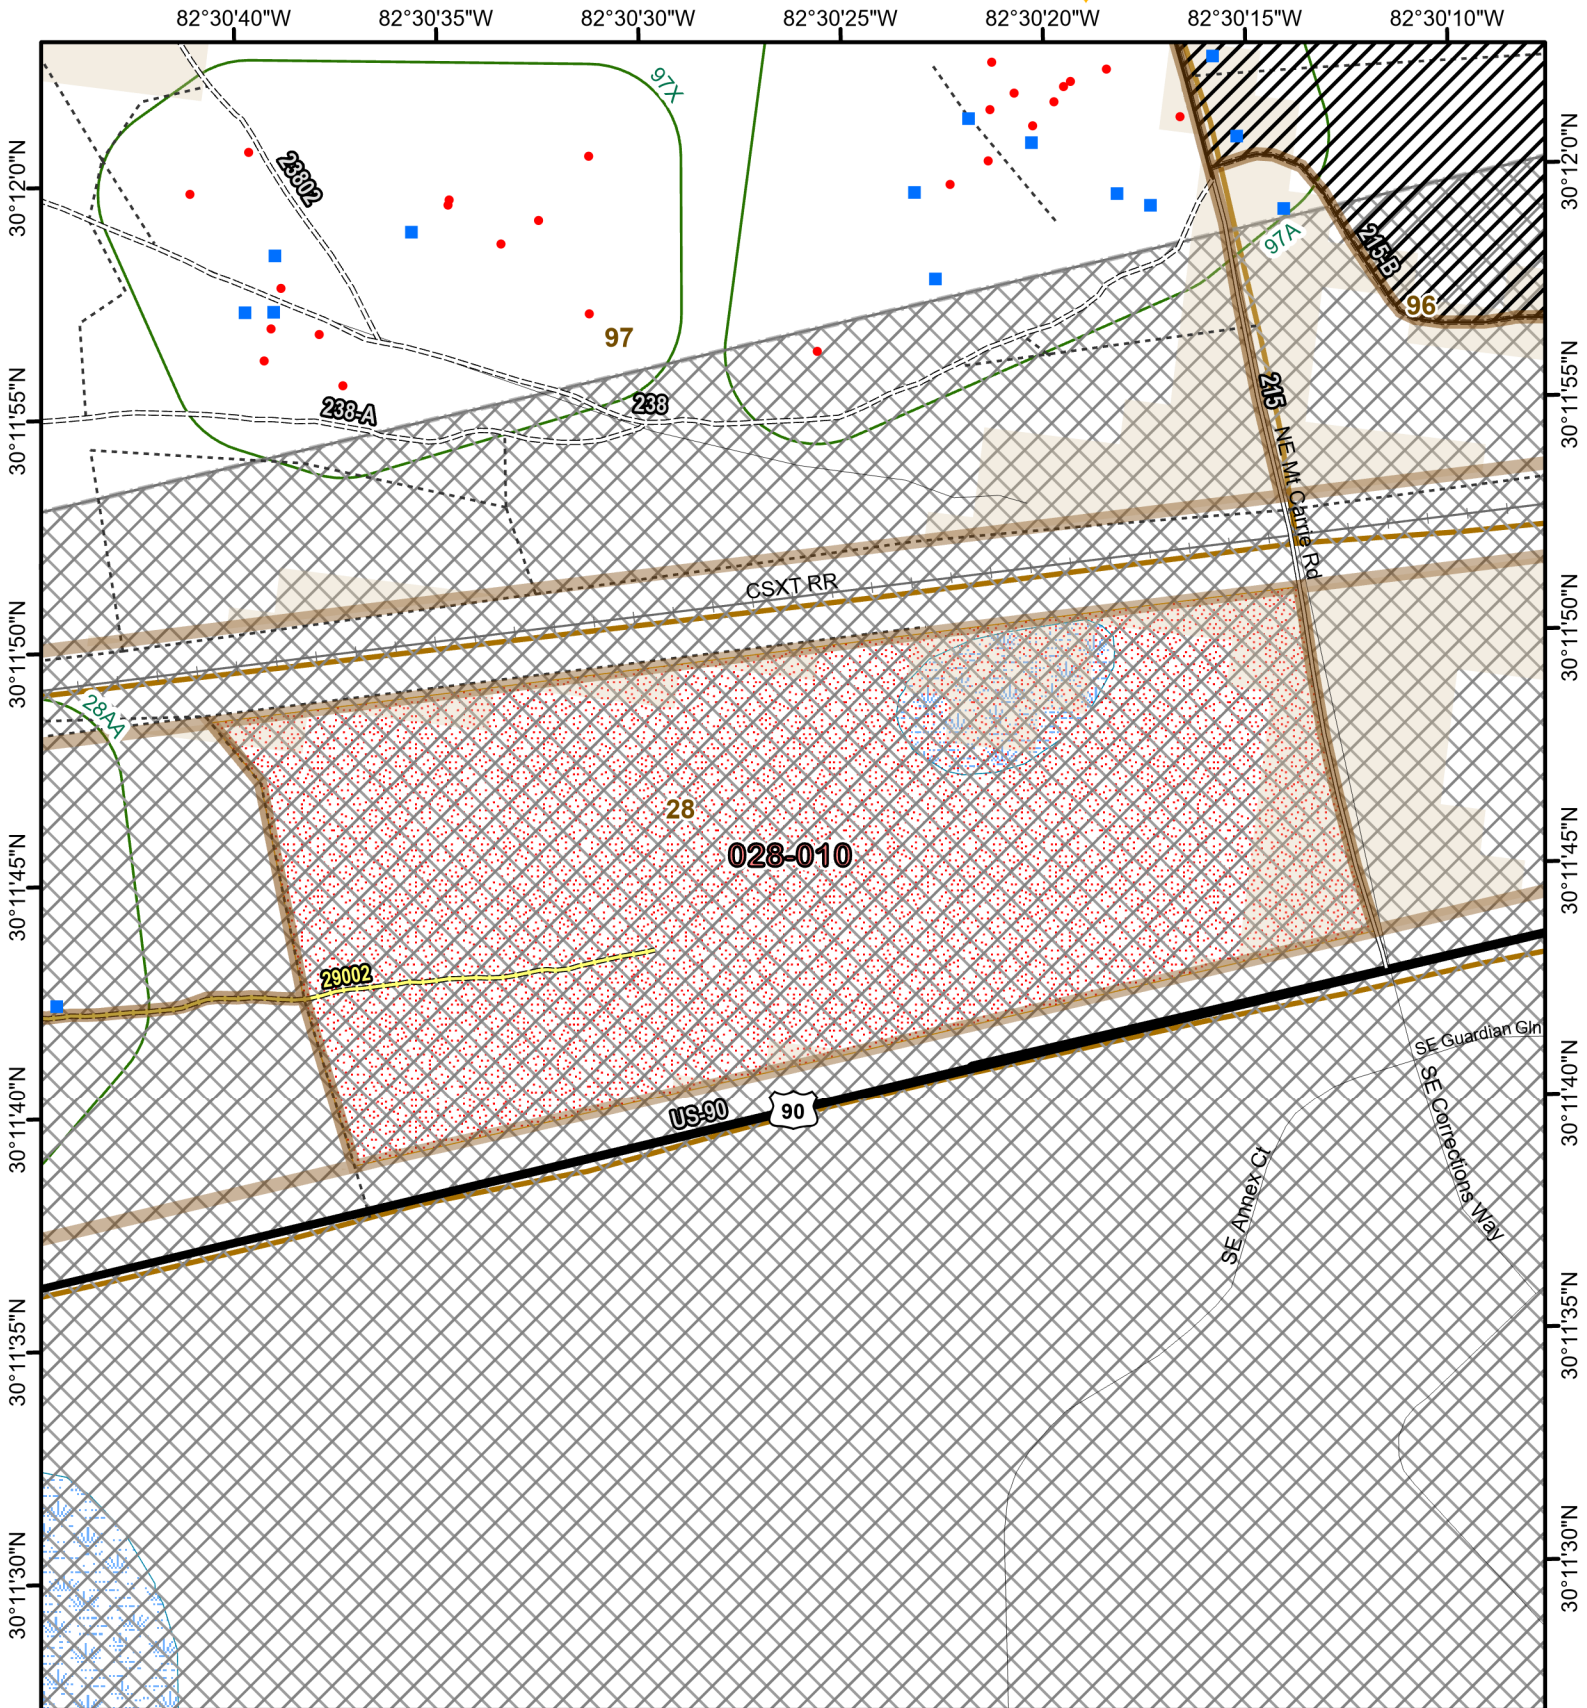 82°30'40"W 82°30'35"W 82°30'30"W 82°30'25"W 82°30'20"W 82°30'15"W 82°30'10"W
97X
30°12'0"N
23802
30°12'0"N
97A
215-B
96
97
215
30°11'55"N
238-A
238
30°11'55"N
NE Mt Carrie Rd
CSXT RR
30°11'50"N
30°11'50"N
28AA
28
028-010
30°11'45"N
30°11'45"N
29002
SE Guardian Gln
US-90
90
30°11'40"N
30°11'40"N
SE Corrections Way
SE Annex Ct
30°11'35"N
30°11'35"N
30°11'30"N
30°11'30"N